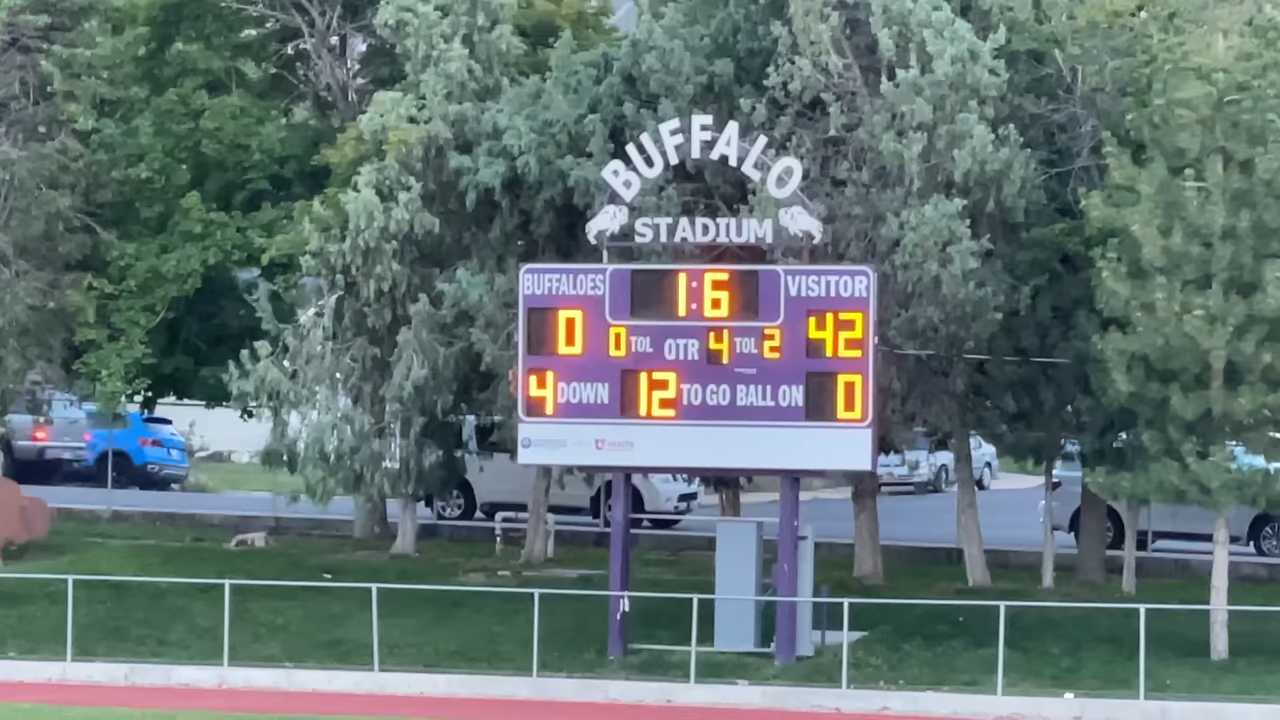 BUFFALO
STADIUM
BUFFALOES 1:6 VISITOR
0 0 TOL QTR 4 TOL 2 42
4 DOWN 12 TO GO BALL ON 0